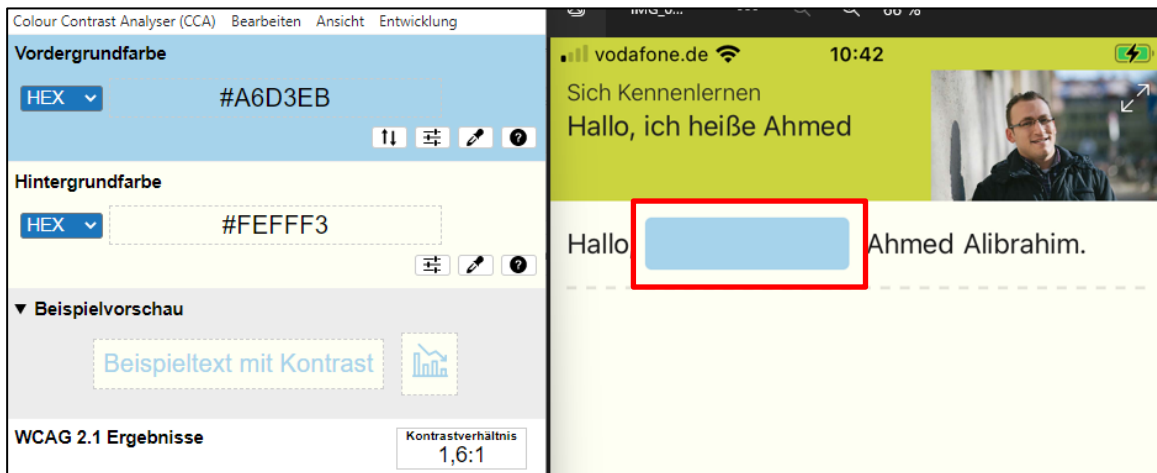 Colour Contrast Analyser (CCA) Bearbeiten Ansicht Entwicklung
Vordergrundfarbe
HEX #A6D3EB
Hintergrundfarbe
HEX #FEFFF3
▼ Beispielvorschau
Beispieltext mit Kontrast
WCAG 2.1 Ergebnisse
Kontrastverhältnis
1,6:1
66 %
vodafone.de 10:42
Sich Kennenlernen
Hallo, ich heiße Ahmed
Hallo, Ahmed Alibrahim.